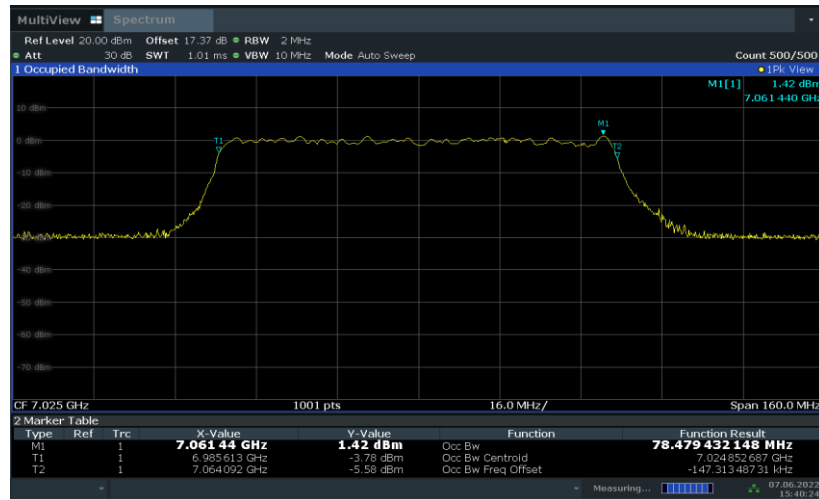 MultiView Spectrum
Ref Level 20.00 dBm Offset 17.37 dB RBW 2 MHz
Att 30 dB SWT 1.01 ms VBW 10 MHz Mode Auto Sweep Count 500/500
1 Occupied Bandwidth 1Pk View
M1[1] 1.42 dBm
7.061 440 GHz
10 dBm
M1
0 dBm T1 T2
-10 dBm
-20 dBm
-40 dBm
-50 dBm
-60 dBm
-70 dBm
CF 7.025 GHz 1001 pts 16.0 MHz/ Span 160.0 MHz
2 Marker Table
Type Ref Trc X-Value Y-Value Function Function Result
M1 1 7.061 44 GHz 1.42 dBm Occ Bw 78.479 432 148 MHz
T1 1 6.985 613 GHz -3.78 dBm Occ Bw Centroid 7.024 852 687 GHz
T2 1 7.064 092 GHz -5.58 dBm Occ Bw Freq Offset -147.313 487 31 kHz
Measuring... 07.06.2022
15:40:24